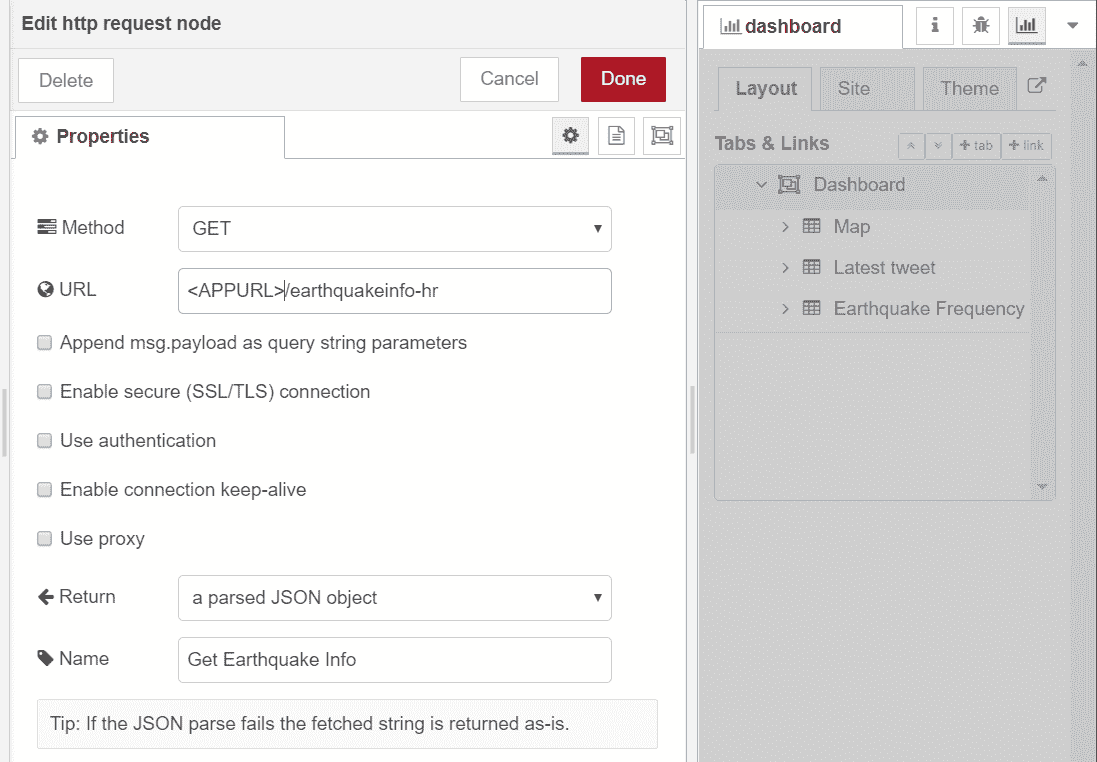 Edit http request node
Delete
Cancel
Done
Properties
Method
GET
URL
<APPURL>/earthquakeinfo-hr
Append msg.payload as query string parameters
Enable secure (SSL/TLS) connection
Use authentication
Enable connection keep-alive
Use proxy
Return
a parsed JSON object
Name
Get Earthquake Info
Tip: If the JSON parse fails the fetched string is returned as-is.
dashboard
i
Layout
Site
Theme
Tabs & Links
+ tab
+ link
Dashboard
Map
Latest tweet
Earthquake Frequency